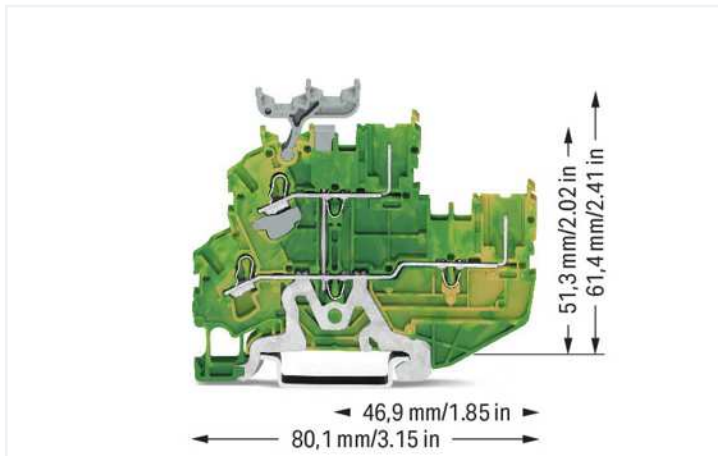 51,3 mm/2.02 in
61,4 mm/2.41 in
46,9 mm/1.85 in
80,1 mm/3.15 in